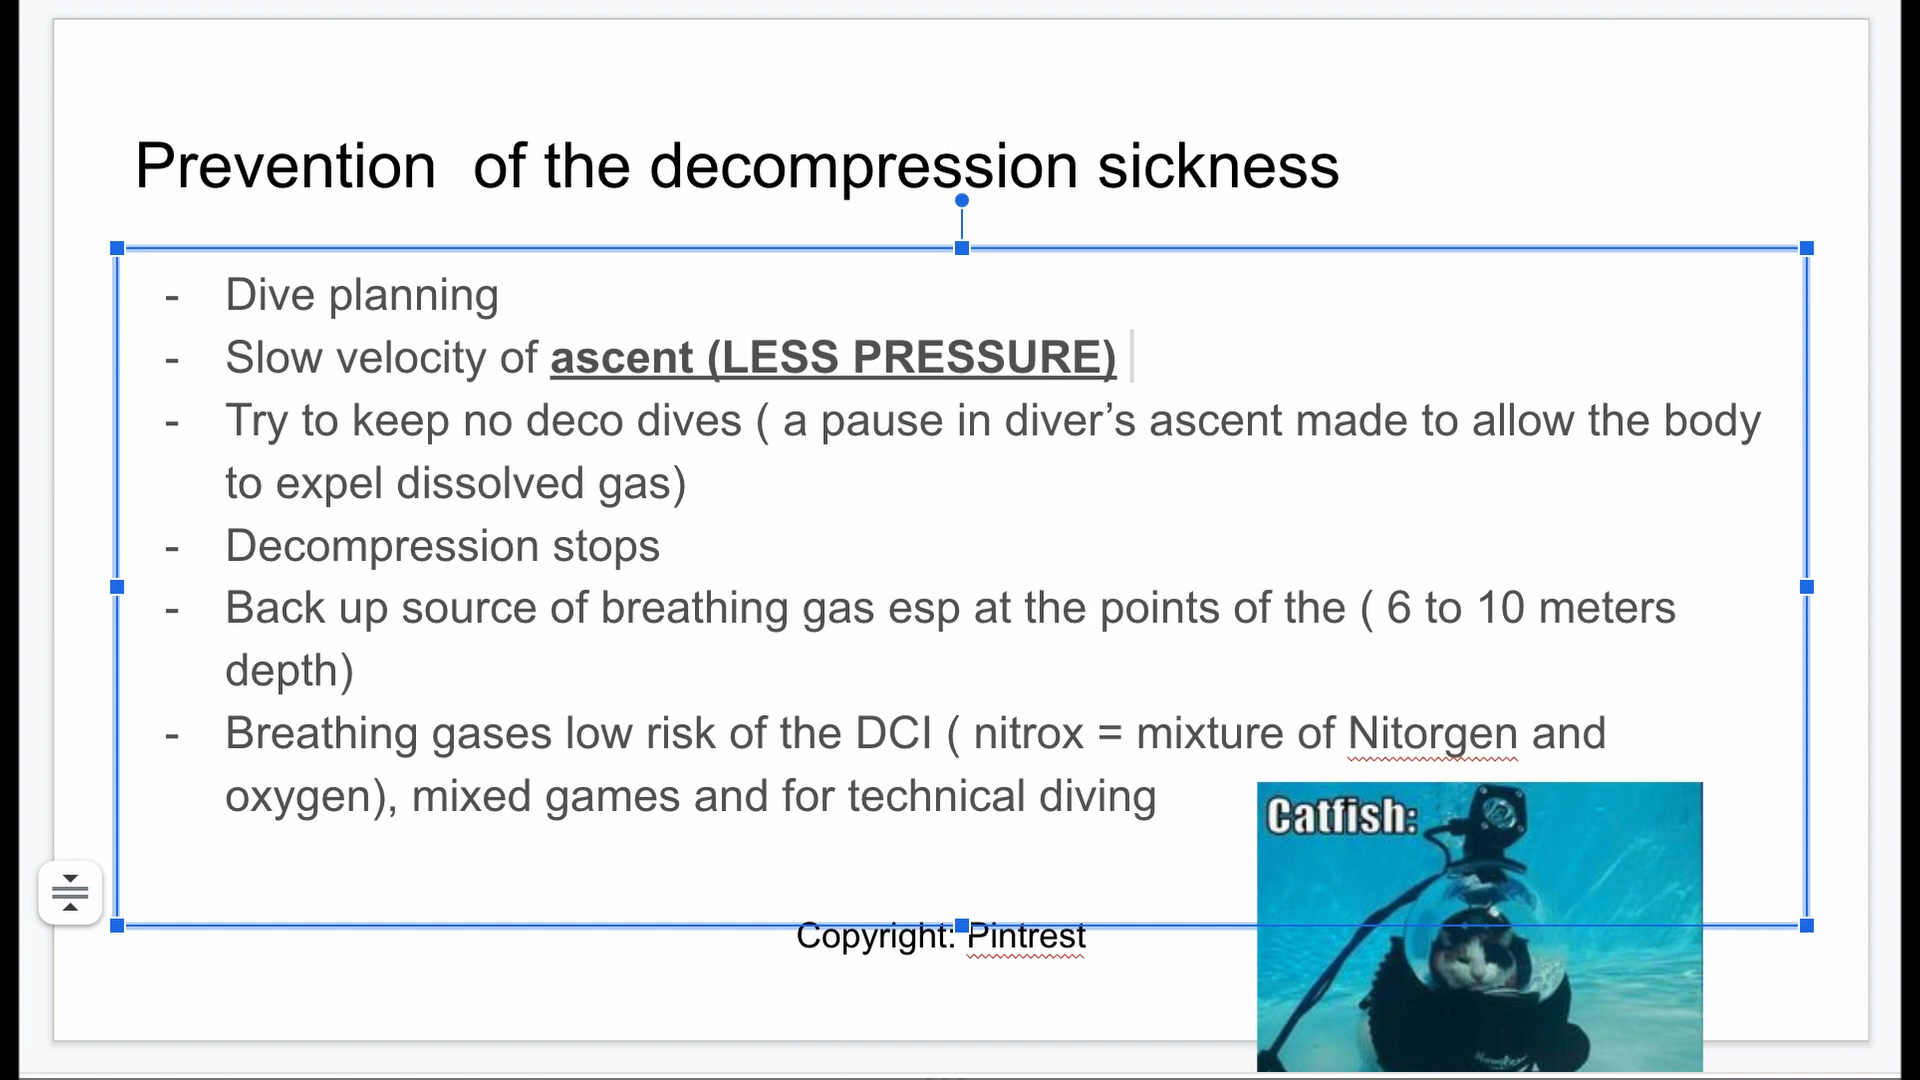 Prevention  of the decompression sickness
- Dive planning
- Slow velocity of ascent (LESS PRESSURE)
- Try to keep no deco dives ( a pause in diver’s ascent made to allow the body
to expel dissolved gas)
- Decompression stops
- Back up source of breathing gas esp at the points of the ( 6 to 10 meters
depth)
- Breathing gases low risk of the DCI ( nitrox = mixture of Nitorgen and
oxygen), mixed games and for technical diving
Catfish:
Copyright: Pintrest